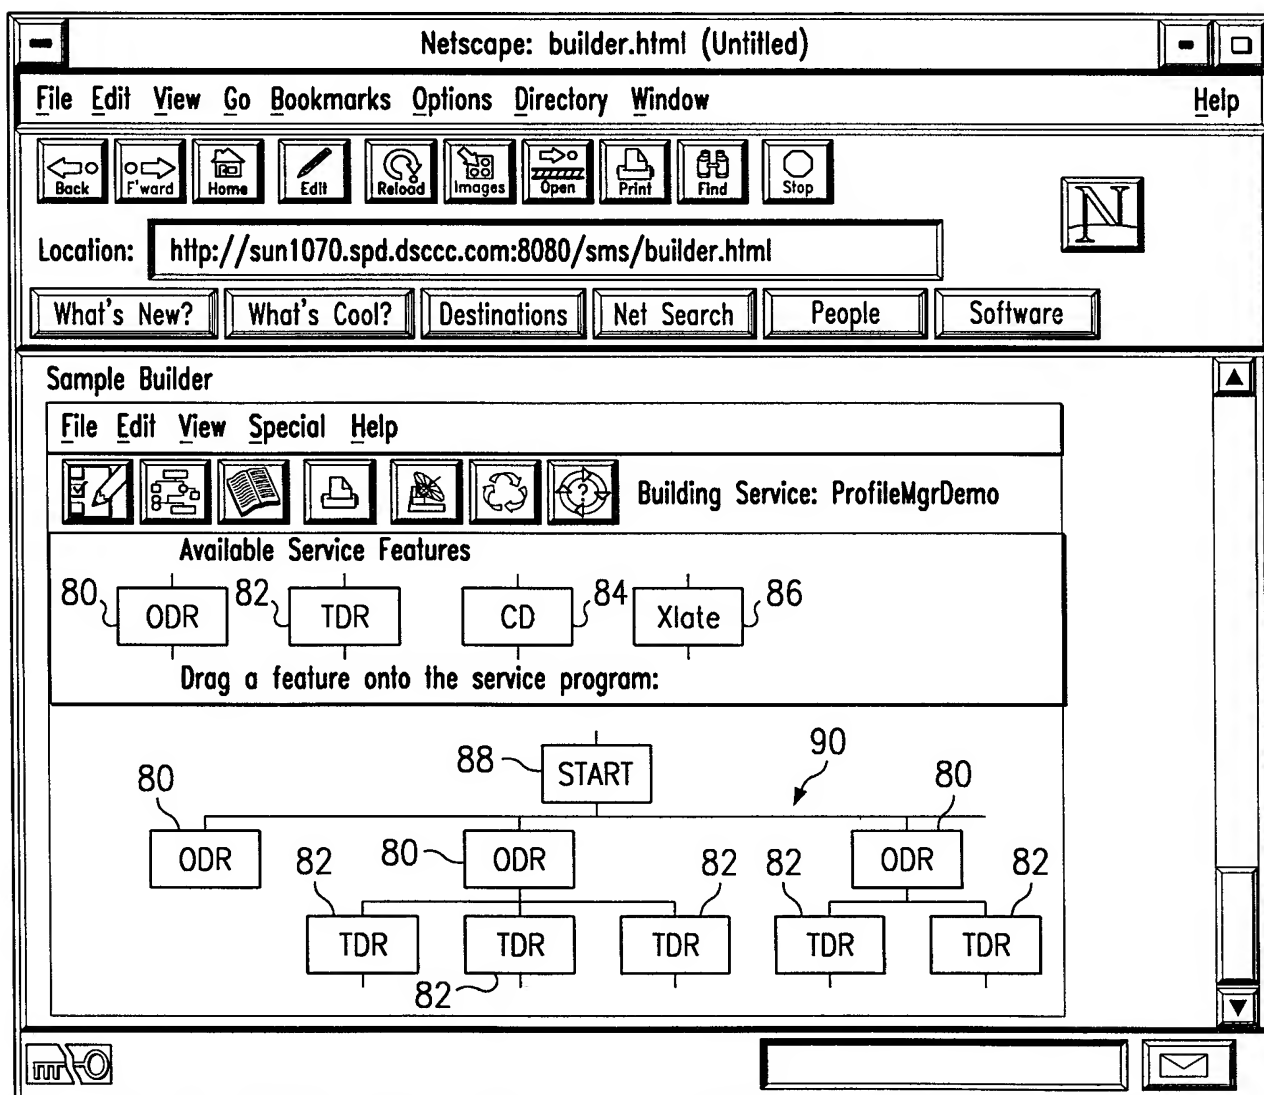 Netscape: builder.html (Untitled)
File Edit View Go Bookmarks Options Directory Window Help
Back F'ward Home Edit Reload Images Open Print Find Stop
N
Location: http://sun1070.spd.dsccc.com:8080/sms/builder.html
What's New? What's Cool? Destinations Net Search People Software
Sample Builder
File Edit View Special Help
? Building Service: ProfileMgrDemo
Available Service Features
80 ODR 82 TDR CD 84 Xlate 86
Drag a feature onto the service program:
88 START 90
80 80
ODR 80 ODR ODR
82 82 82 82
TDR TDR TDR TDR TDR
82